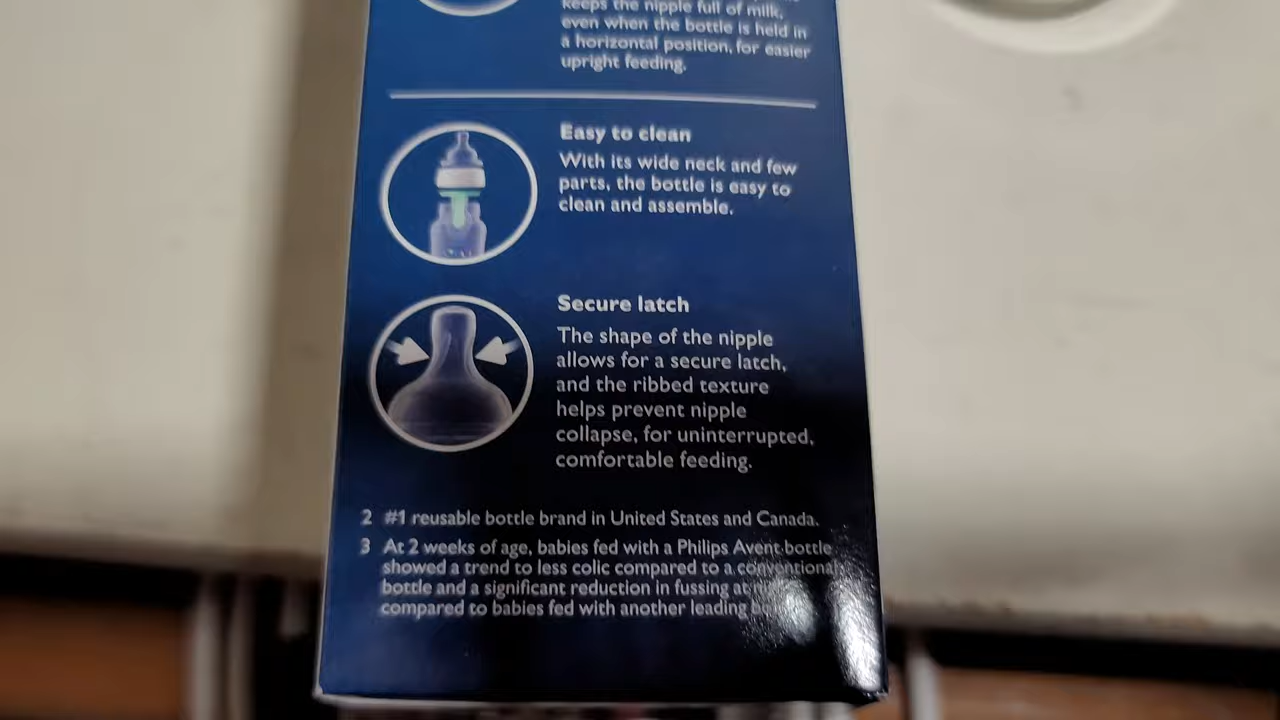 keeps the nipple full of milk,
even when the bottle is held in
a horizontal position, for easier
upright feeding.
Easy to clean
With its wide neck and few
parts, the bottle is easy to
clean and assemble.
Secure latch
The shape of the nipple
allows for a secure latch,
and the ribbed texture
helps prevent nipple
collapse, for uninterrupted,
comfortable feeding.
2 #1 reusable bottle brand in United States and Canada.
3 At 2 weeks of age, babies fed with a Philips Avent bottle
showed a trend to less colic compared to a conventional
bottle and a significant reduction in fussing at
compared to babies fed with another leading